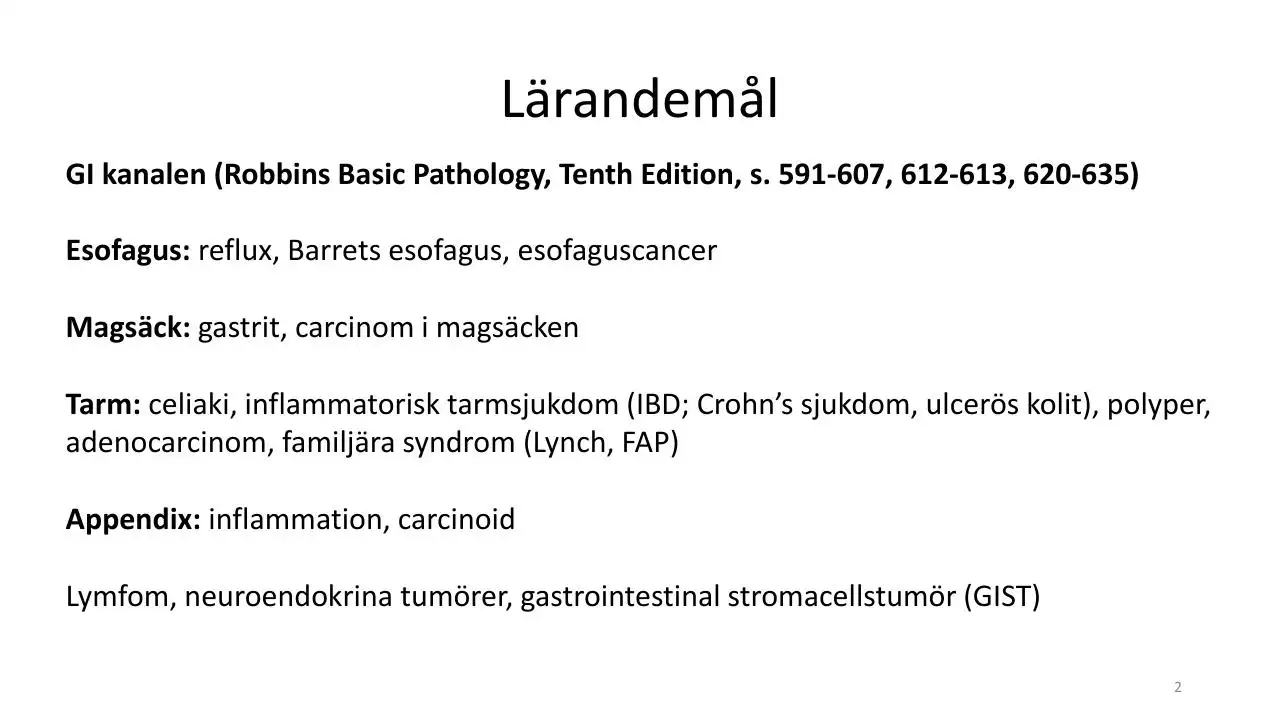 Lärandemål
GI kanalen (Robbins Basic Pathology, Tenth Edition, s. 591-607, 612-613, 620-635)
Esofagus: reflux, Barrets esofagus, esofaguscancer
Magsäck: gastrit, carcinom i magsäcken
Tarm: celiaki, inflammatorisk tarmsjukdom (IBD; Crohn’s sjukdom, ulcerös kolit), polyper,
adenocarcinom, familjära syndrom (Lynch, FAP)
Appendix: inflammation, carcinoid
Lymfom, neuroendokrina tumörer, gastrointestinal stromacellstumör (GIST)
2